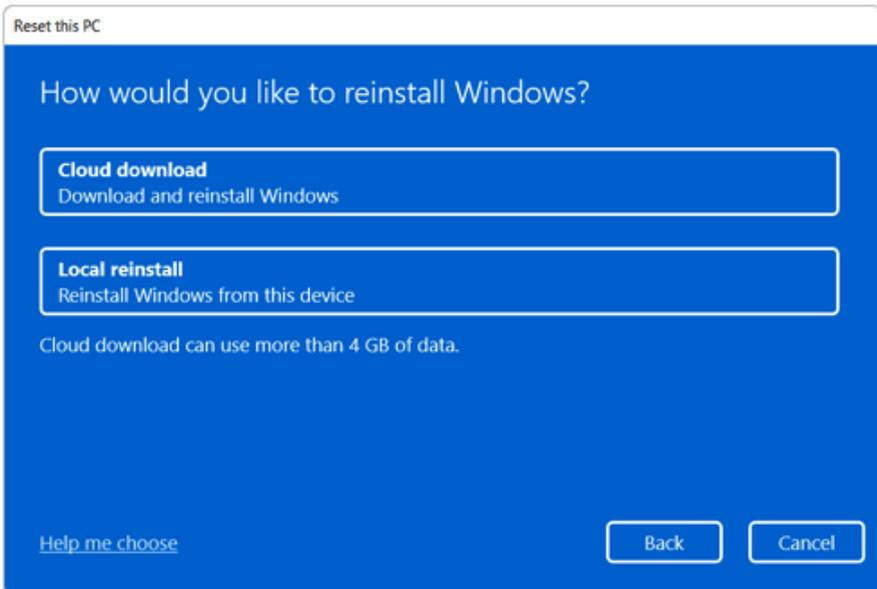 Reset this PC
How would you like to reinstall Windows?
Cloud download
Download and reinstall Windows
Local reinstall
Reinstall Windows from this device
Cloud download can use more than 4 GB of data.
Help me choose
Back
Cancel